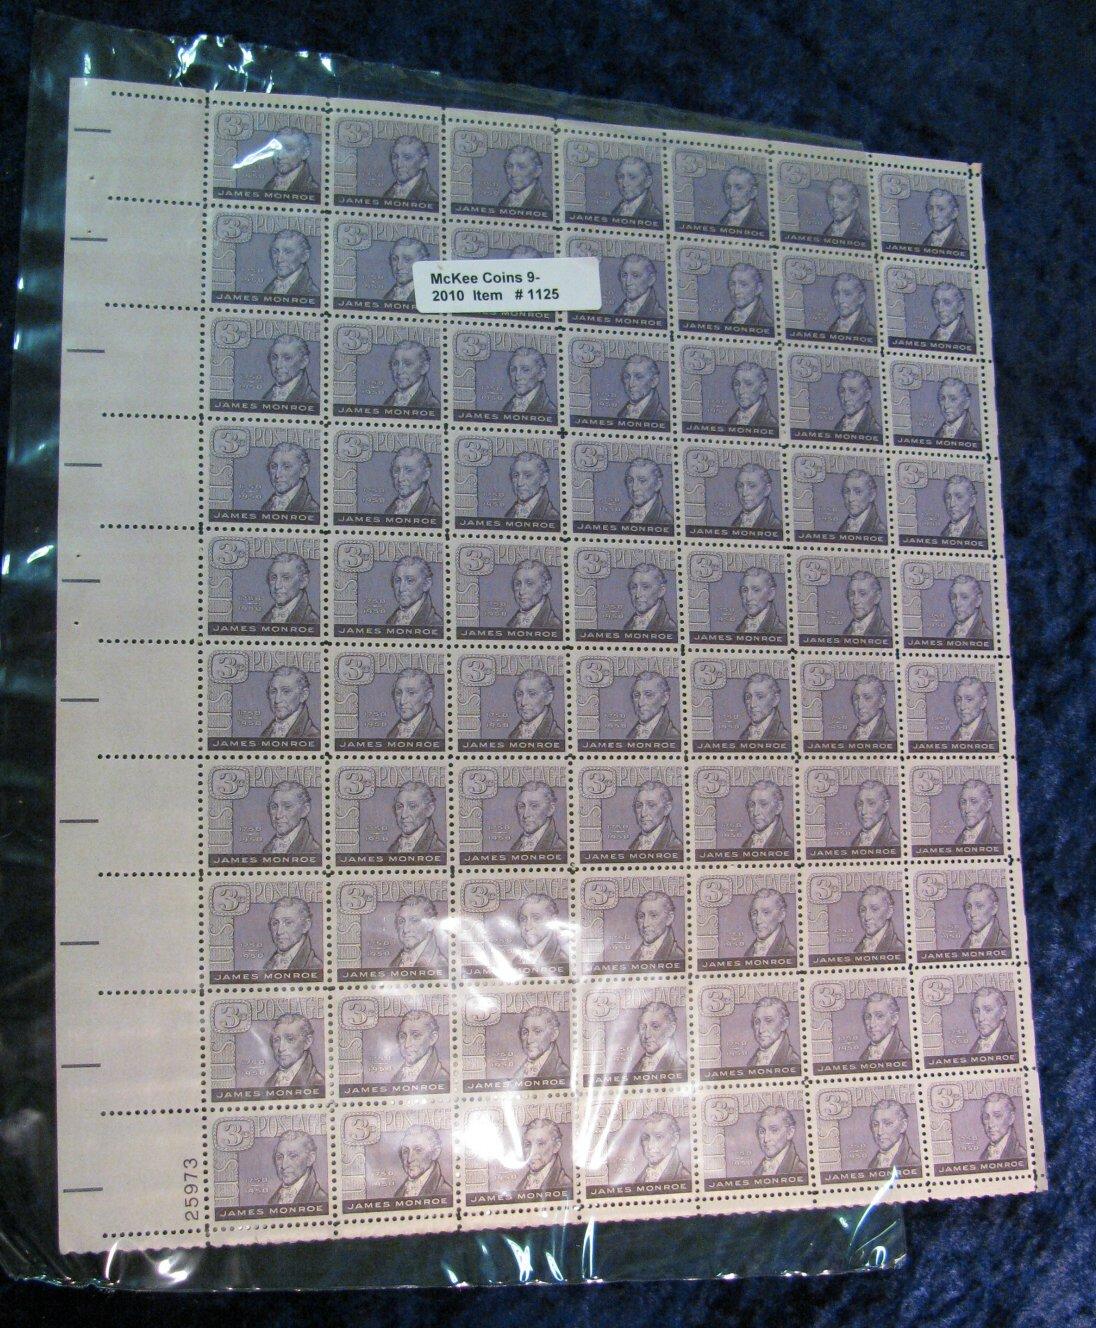 McKee Coins 9-
2010 Item # 1125
3¢ POSTAGE
U.S.
1758
1958
JAMES MONROE
25973